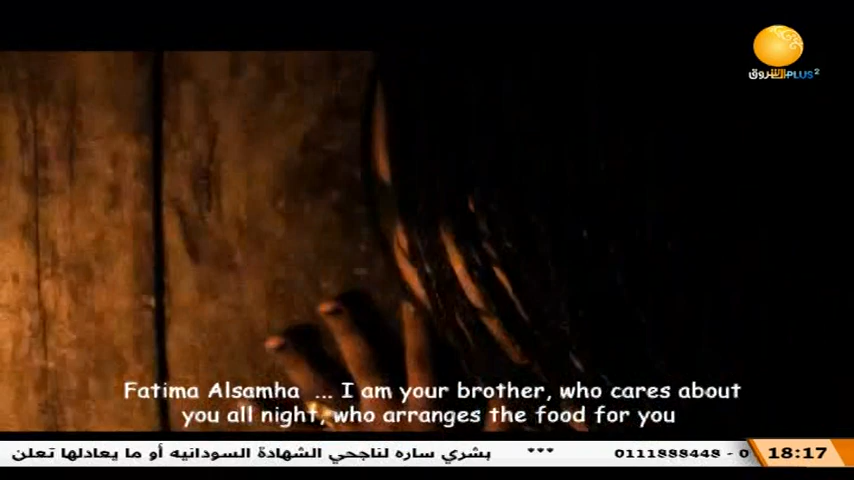 الشروق PLUS²
Fatima Alsamha ... I am your brother, who cares about
you all night, who arranges the food for you
بشري ساره لناجحي الشهادة السودانيه أو ما يعادلها تعلن *** 0111888448 - 0
18:17